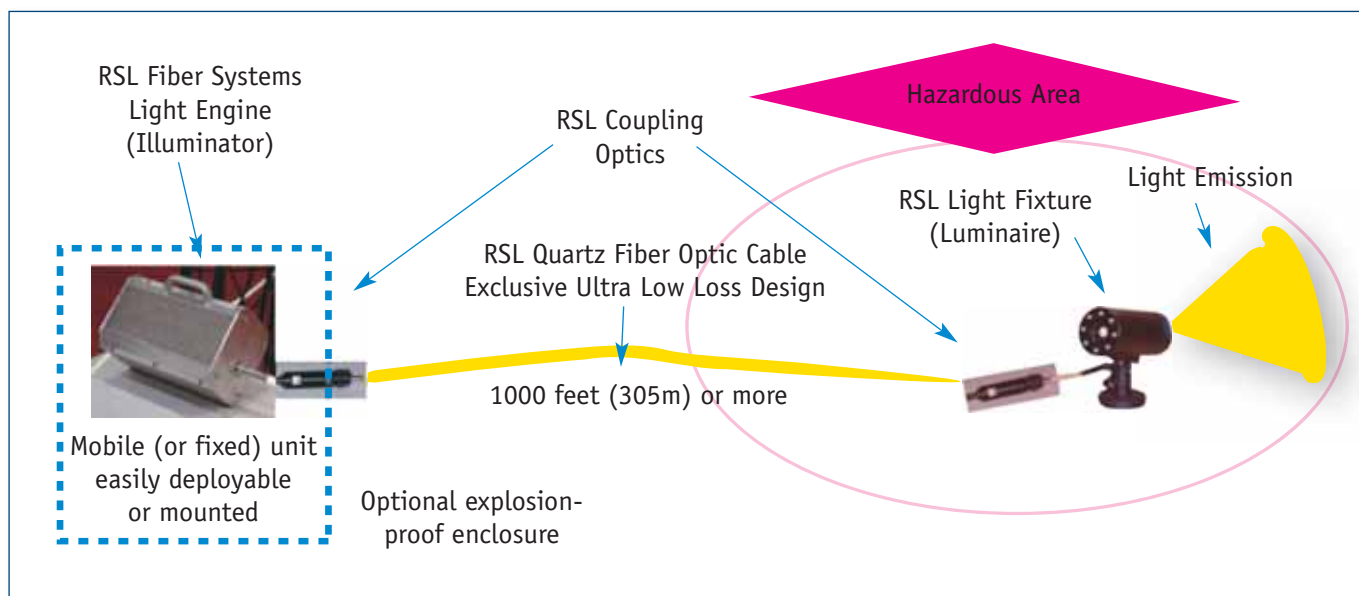 RSL Fiber Systems
Light Engine
(Illuminator)
RSL Coupling
Optics
Hazardous Area
Light Emission
RSL Light Fixture
(Luminaire)
RSL Quartz Fiber Optic Cable
Exclusive Ultra Low Loss Design
1000 feet (305m) or more
Mobile (or fixed) unit
easily deployable
or mounted
Optional explosion-
proof enclosure